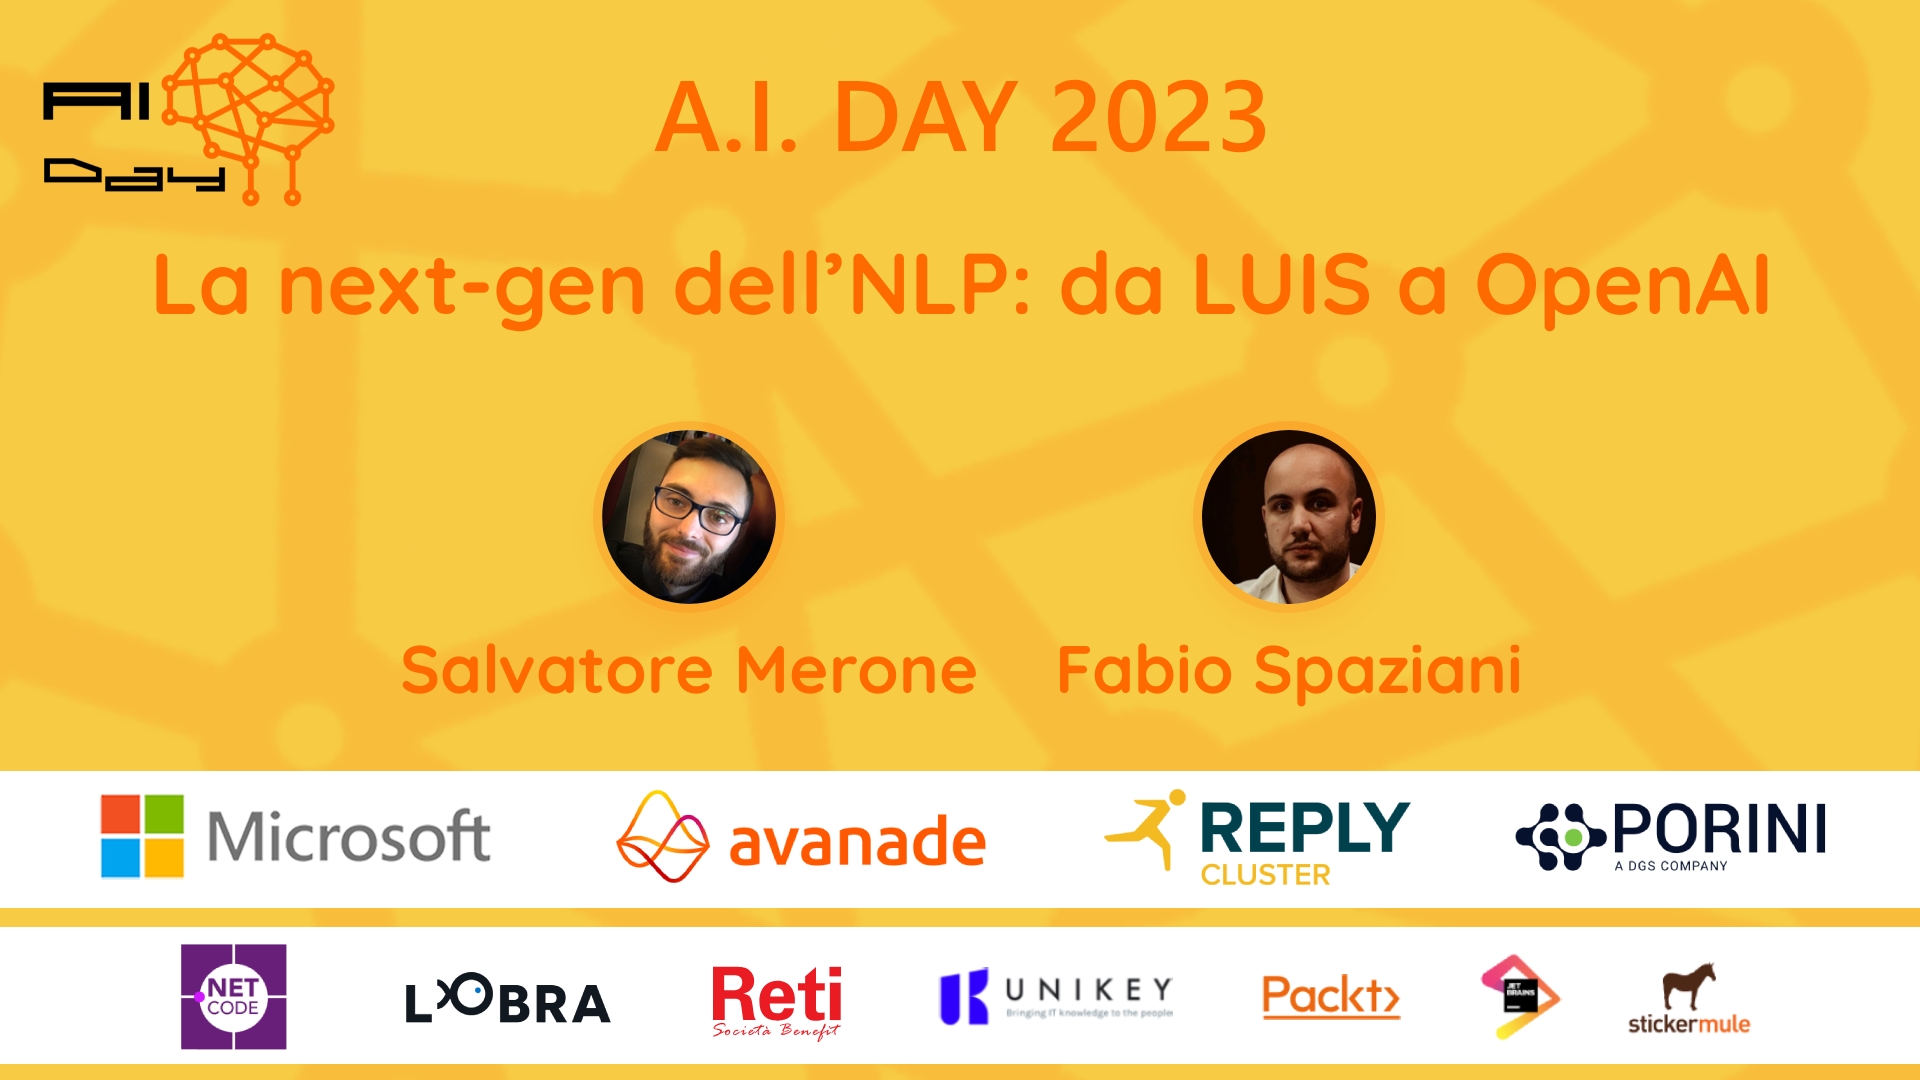 AI
Day
A.I. DAY 2023
La next-gen dell’NLP: da LUIS a OpenAI
Salvatore Merone
Fabio Spaziani
Microsoft
avanade
REPLY
CLUSTER
PORINI
A DGS COMPANY
NET
CODE
LOBRA
Reti
Società Benefit
UNIKEY
Bringing IT knowledge to the people
Packt>
JET
BRAINS
stickermule